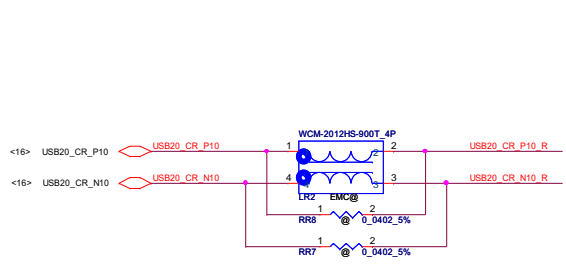 WCM-2012HS-900T_4P
<16> USB20_CR_P10 USB20_CR_P10 1 2 2 USB20_CR_P10_R
<16> USB20_CR_N10 USB20_CR_N10 4 3 3 USB20_CR_N10_R
LR2 EMC@
1 2
RR8 @ 0_0402_5%
1 2
RR7 @ 0_0402_5%